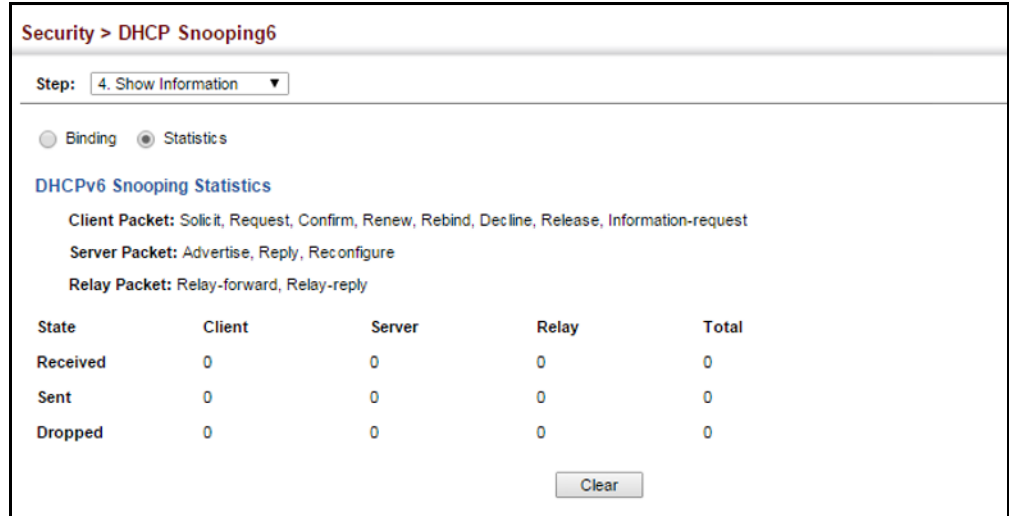 Security > DHCP Snooping6
Step: 4. Show Information
Binding Statistics
DHCPv6 Snooping Statistics
Client Packet: Solicit, Request, Confirm, Renew, Rebind, Decline, Release, Information-request
Server Packet: Advertise, Reply, Reconfigure
Relay Packet: Relay-forward, Relay-reply
State Client Server Relay Total
Received 0 0 0 0
Sent 0 0 0 0
Dropped 0 0 0 0
Clear